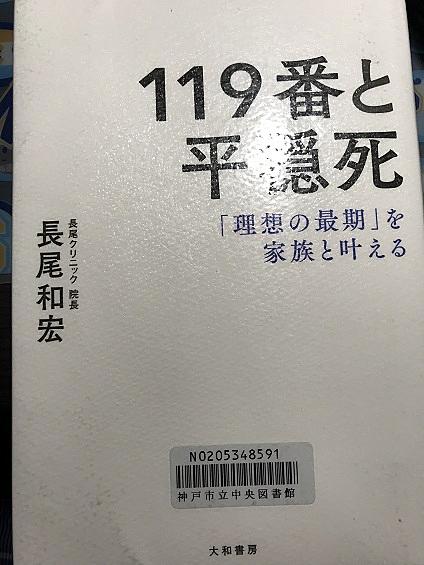 119番と
平穏死
「理想の最期」を
家族と叶える
長尾クリニック 院長
長尾和宏
N0205348591
神戸市立中央図書館
大和書房